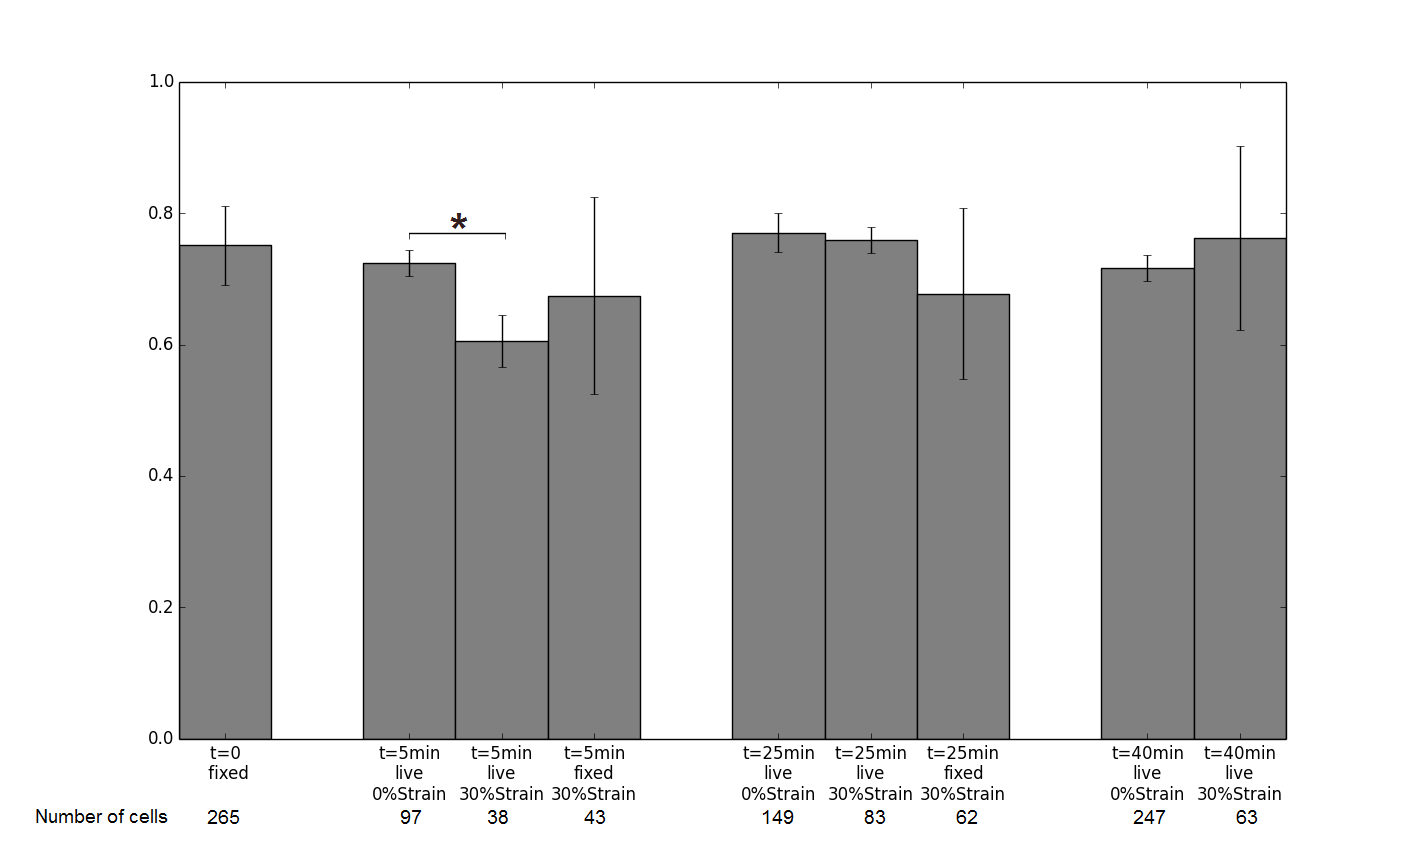 1.0
0.8
0.6
0.4
0.2
0.0
*
t=0 fixed
t=5min live 0%Strain
t=5min live 30%Strain
t=5min fixed 30%Strain
t=25min live 0%Strain
t=25min live 30%Strain
t=25min fixed 30%Strain
t=40min live 0%Strain
t=40min live 30%Strain
Number of cells 265 97 38 43 149 83 62 247 63